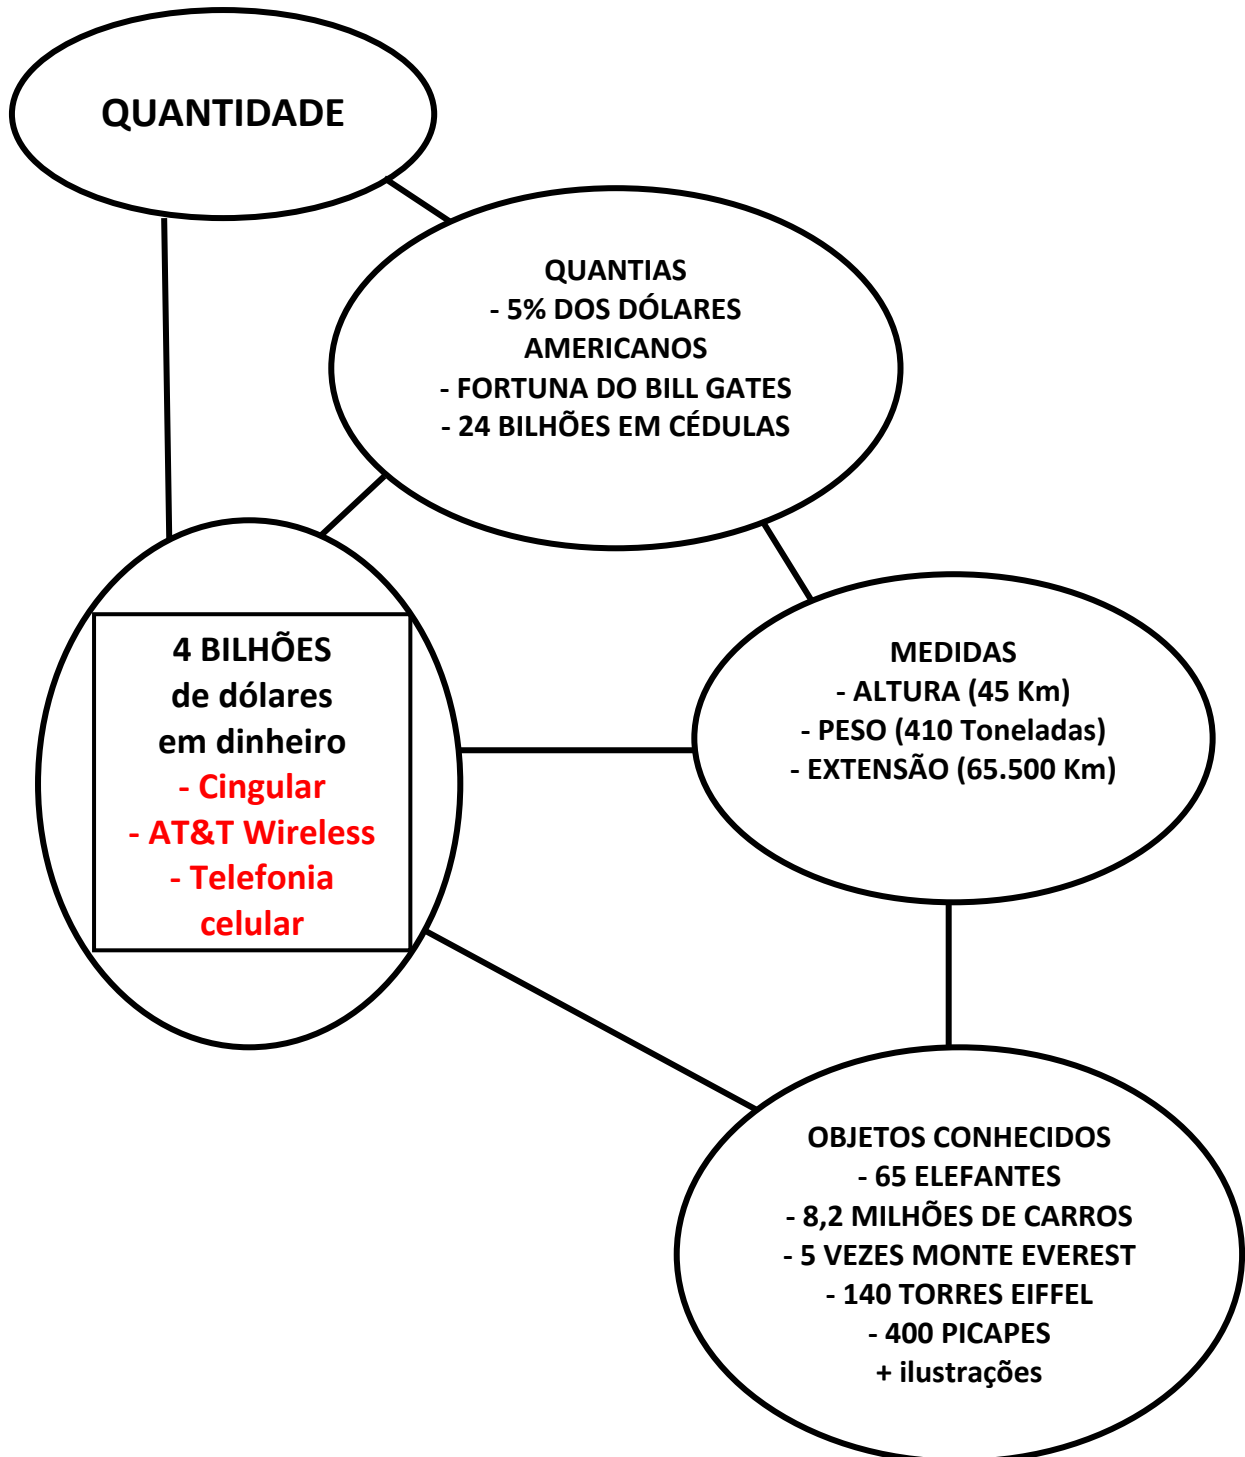 QUANTIDADE
QUANTIAS
- 5% DOS DÓLARES
AMERICANOS
- FORTUNA DO BILL GATES
- 24 BILHÕES EM CÉDULAS
4 BILHÕES
de dólares
em dinheiro
- Cingular
- AT&T Wireless
- Telefonia
celular
MEDIDAS
- ALTURA (45 Km)
- PESO (410 Toneladas)
- EXTENSÃO (65.500 Km)
OBJETOS CONHECIDOS
- 65 ELEFANTES
- 8,2 MILHÕES DE CARROS
- 5 VEZES MONTE EVEREST
- 140 TORRES EIFFEL
- 400 PICAPES
+ ilustrações